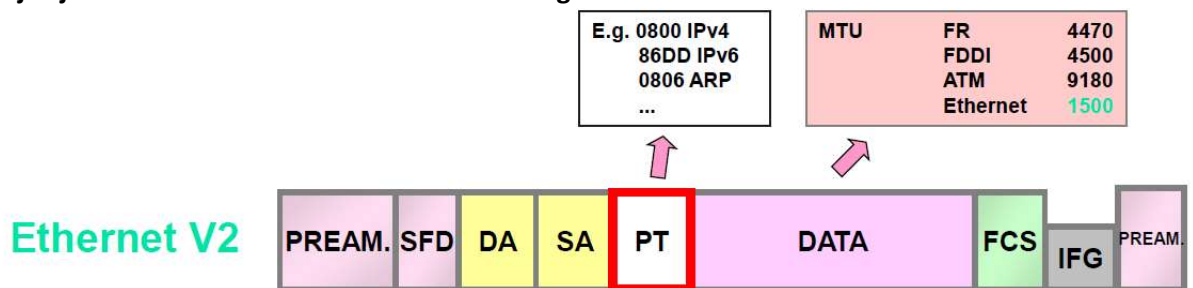 E.g. 0800 IPv4
86DD IPv6
0806 ARP
...
MTU FR 4470
FDDI 4500
ATM 9180
Ethernet 1500
Ethernet V2 PREAM. SFD DA SA PT DATA FCS IFG PREAM.